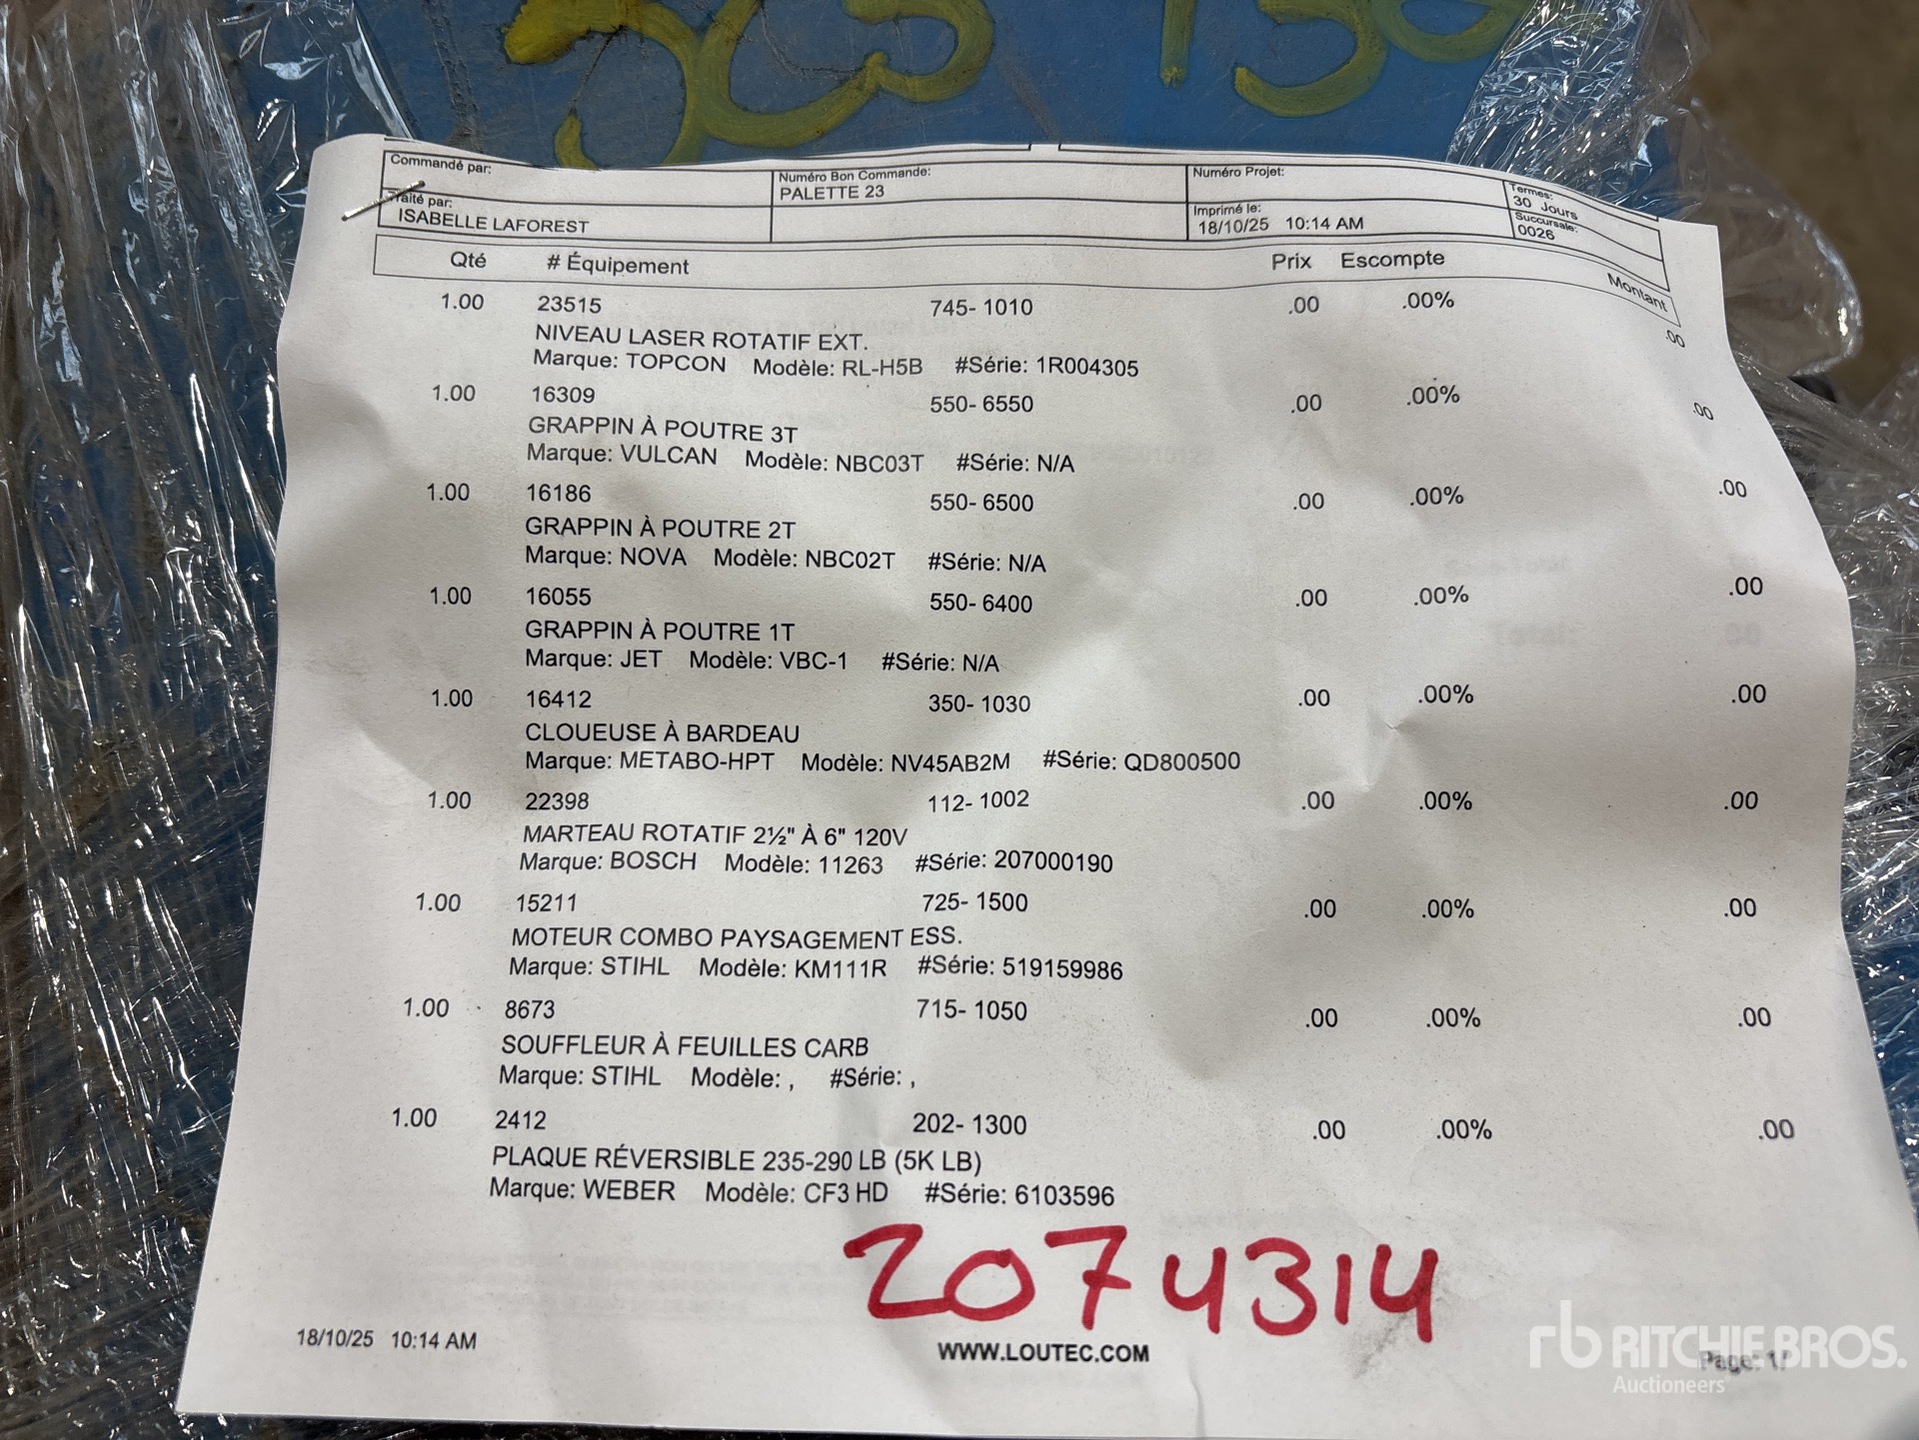 Commandé par:
Numéro Bon Commande:
PALETTE 23
Numéro Projet:
Termes:
30 Jours
Traité par:
ISABELLE LAFOREST
Imprimé le:
18/10/25 10:14 AM
Succursale:
0026
Qté # Équipement Prix Escompte Montant
1.00 23515 745- 1010 .00 .00% .00
NIVEAU LASER ROTATIF EXT.
Marque: TOPCON Modèle: RL-H5B #Série: 1R004305
1.00 16309 550- 6550 .00 .00% .00
GRAPPIN À POUTRE 3T
Marque: VULCAN Modèle: NBC03T #Série: N/A
1.00 16186 550- 6500 .00 .00% .00
GRAPPIN À POUTRE 2T
Marque: NOVA Modèle: NBC02T #Série: N/A
1.00 16055 550- 6400 .00 .00% .00
GRAPPIN À POUTRE 1T
Marque: JET Modèle: VBC-1 #Série: N/A
1.00 16412 350- 1030 .00 .00% .00
CLOUEUSE À BARDEAU
Marque: METABO-HPT Modèle: NV45AB2M #Série: QD800500
1.00 22398 112- 1002 .00 .00% .00
MARTEAU ROTATIF 2½" À 6" 120V
Marque: BOSCH Modèle: 11263 #Série: 207000190
1.00 15211 725- 1500 .00 .00% .00
MOTEUR COMBO PAYSAGEMENT ESS.
Marque: STIHL Modèle: KM111R #Série: 519159986
1.00 8673 715- 1050 .00 .00% .00
SOUFFLEUR À FEUILLES CARB
Marque: STIHL Modèle: , #Série: ,
1.00 2412 202- 1300 .00 .00% .00
PLAQUE RÉVERSIBLE 235-290 LB (5K LB)
Marque: WEBER Modèle: CF3 HD #Série: 6103596
2074314
18/10/25 10:14 AM
WWW.LOUTEC.COM
Page: 1/
rb RITCHIE BROS.
Auctioneers